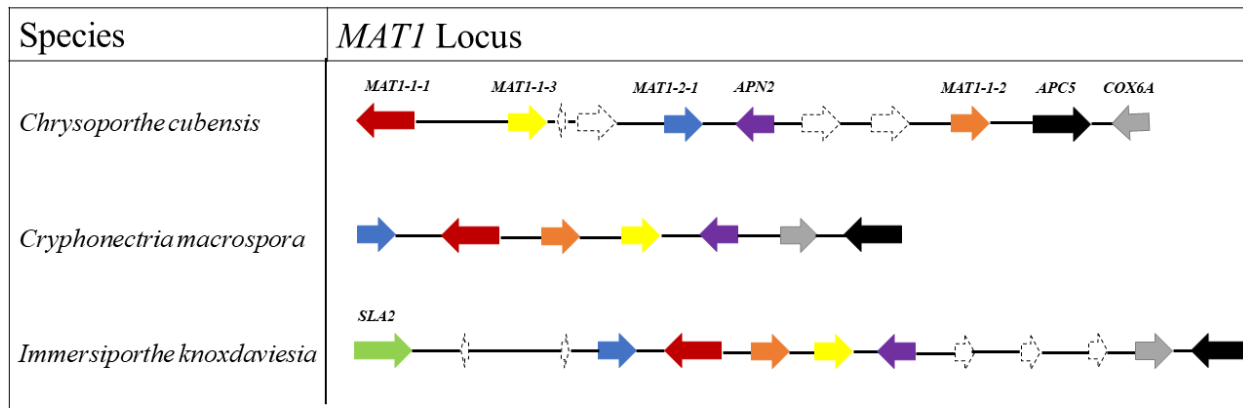 Species
MAT1 Locus
MAT1-1-1 MAT1-1-3 MAT1-2-1 APN2 MAT1-1-2 APC5 COX6A
Chrysoporthe cubensis
Cryphonectria macrospora
SLA2
Immersiporthe knoxdaviesia